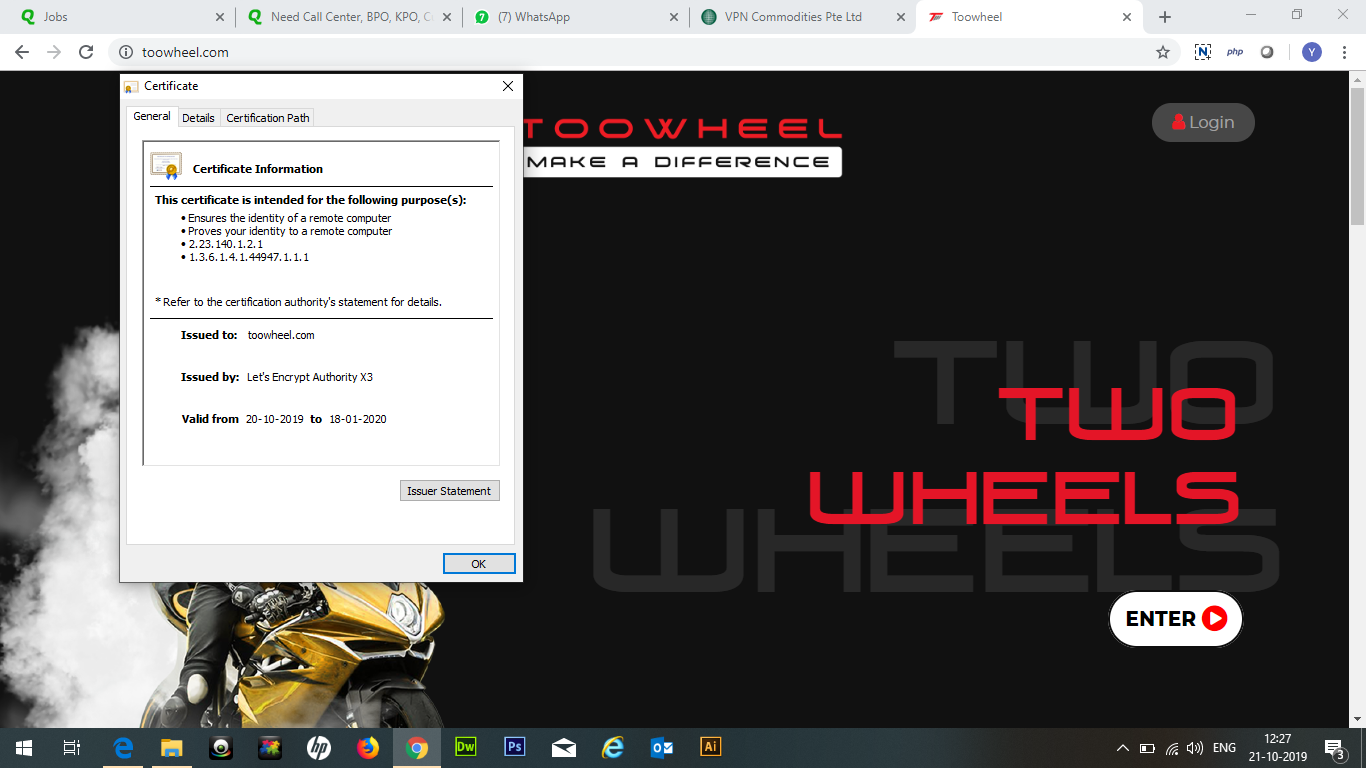 Jobs
Need Call Center, BPO, KPO, C
(7) WhatsApp
VPN Commodities Pte Ltd
Toowheel
toowheel.com
php
Y
Certificate
General Details Certification Path
Certificate Information
This certificate is intended for the following purpose(s):
• Ensures the identity of a remote computer
• Proves your identity to a remote computer
• 2.23.140.1.2.1
• 1.3.6.1.4.1.44947.1.1.1
* Refer to the certification authority's statement for details.
Issued to: toowheel.com
Issued by: Let's Encrypt Authority X3
Valid from 20-10-2019 to 18-01-2020
Issuer Statement
OK
TOOWHEEL
MAKE A DIFFERENCE
Login
TWO
TWO
WHEELS
WHEELS
ENTER
hp
Dw
Ps
Ai
ENG
12:27
21-10-2019
3